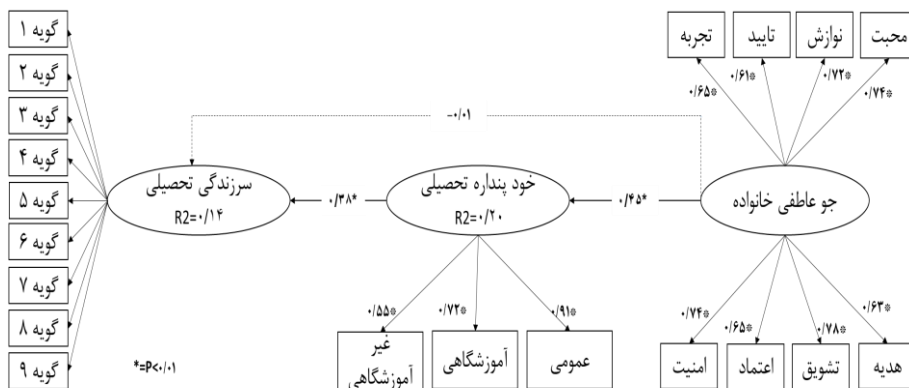 محبت
نوازش
تایید
تجربه
۰/۷۴*
۰/۷۲*
۰/۶۱*
۰/۶۵*
جو عاطفی خانواده
۰/۶۳*
۰/۷۸*
۰/۶۵*
۰/۷۴*
هدیه
تشویق
اعتماد
امنیت
-۰/۰۱
۰/۴۵*
خود پنداره تحصیلی
R2=۰/۲۰
۰/۹۱*
۰/۷۲*
۰/۵۵*
عمومی
آموزشگاهی
غیر
آموزشگاهی
۰/۳۸*
سرزندگی تحصیلی
R2=۰/۱۴
گویه ۱
گویه ۲
گویه ۳
گویه ۴
گویه ۵
گویه ۶
گویه ۷
گویه ۸
گویه ۹
*=P<۰/۰۱